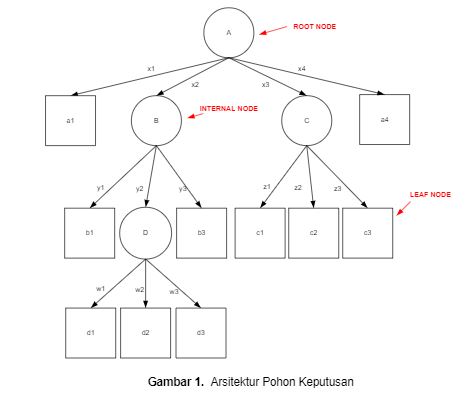 A
ROOT NODE
x1
x2
x3
x4
a1
B
INTERNAL NODE
C
a4
y1
y2
y3
z1
z2
z3
LEAF NODE
b1
D
b3
c1
c2
c3
w1
w2
w3
d1
d2
d3
Gambar 1. Arsitektur Pohon Keputusan